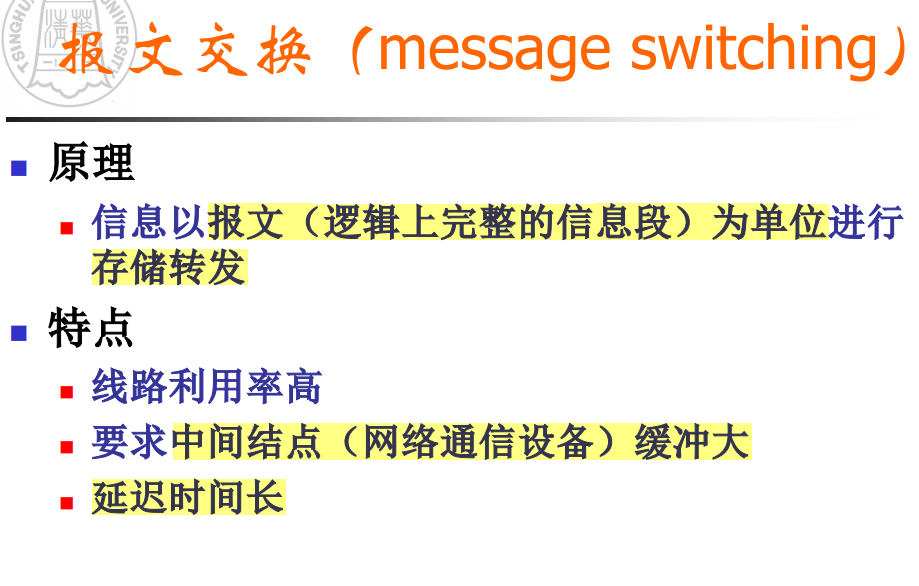 报文交换（message switching）
原理
信息以报文（逻辑上完整的信息段）为单位进行
存储转发
特点
线路利用率高
要求中间结点（网络通信设备）缓冲大
延迟时间长